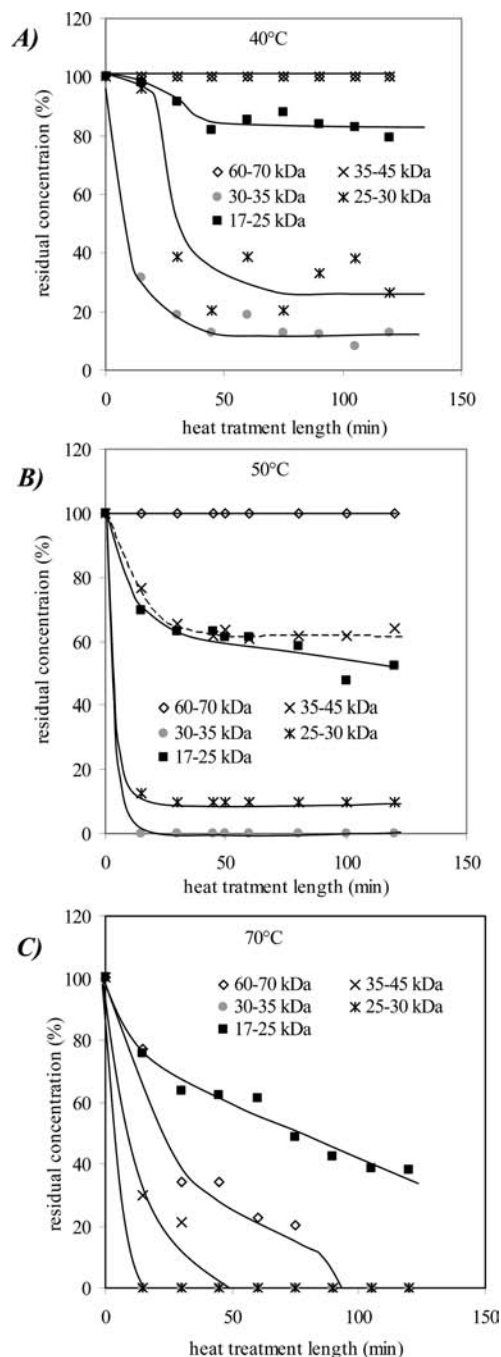 A)
40°C
120
100
80
60
40
20
0
residual concentraion (%)
60-70 kDa
35-45 kDa
30-35 kDa
25-30 kDa
17-25 kDa
0
50
100
150
heat tratment length (min)
B)
50°C
120
100
80
60
40
20
0
residual concentraion (%)
60-70 kDa
35-45 kDa
30-35 kDa
25-30 kDa
17-25 kDa
0
50
100
150
heat tratment length (min)
C)
70°C
120
100
80
60
40
20
0
residual concentraion (%)
60-70 kDa
35-45 kDa
30-35 kDa
25-30 kDa
17-25 kDa
0
50
100
150
heat treatment length (min)